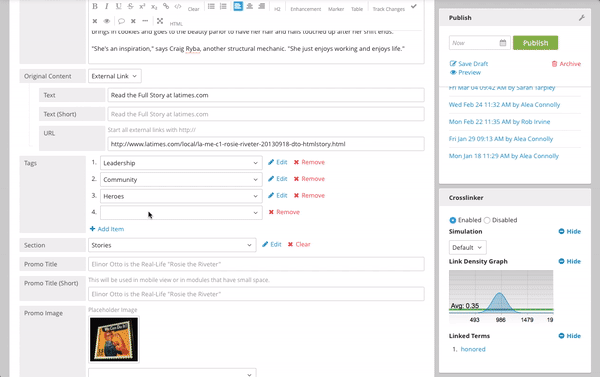 B I U S
Clear
H2 Enhancement Marker Table Track Changes
HTML
brings in cookies and goes to the beauty parlor to have her hair and nails touched up after her shift ends.
"She's an inspiration," says Craig Ryba, another structural mechanic. "She just enjoys working and enjoys life."
Original Content External Link
Text Read the Full Story at latimes.com
Text (Short) Read the Full Story at latimes.com
URL Start all external links with http://
http://www.latimes.com/local/la-me-c1-rosie-riveter-20130918-dto-htmlstory.html
Tags 1. Leadership Edit Remove
2. Community Edit Remove
3. Heroes Edit Remove
4. Remove
Add Item
Section Stories Edit Clear
Promo Title Elinor Otto is the Real-Life "Rosie the Riveter"
Promo Title (Short) This will be used in mobile view or in modules that have small space.
Elinor Otto is the Real-Life "Rosie the Riveter"
Promo Image Placeholder Image
We Can Do It!
Publish
Now Publish
Save Draft Archive
Preview
Fri Mar 04 09:42 AM by Sarah Tarpley
Wed Feb 24 11:32 AM by Alea Connolly
Mon Feb 22 11:35 AM by Rob Irvine
Fri Jan 29 09:13 AM by Alea Connolly
Mon Jan 18 11:29 AM by Alea Connolly
Crosslinker
Enabled Disabled
Simulation Hide
Default
Link Density Graph Hide
Avg: 0.35
493 986 1479 19
Linked Terms Hide
1. honored